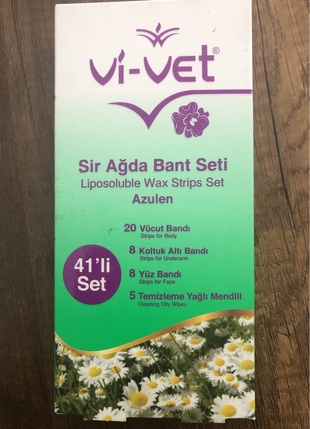 Vi-VET®
Sir Ağda Bant Seti
Liposoluble Wax Strips Set
Azulen
41'li
Set
20 Vücut Bandı
Strips for Body
8 Koltuk Altı Bandı
Strips for Underarm
8 Yüz Bandı
Strips for Face
5 Temizleme Yağlı Mendili
Cleaning Oily Wipes